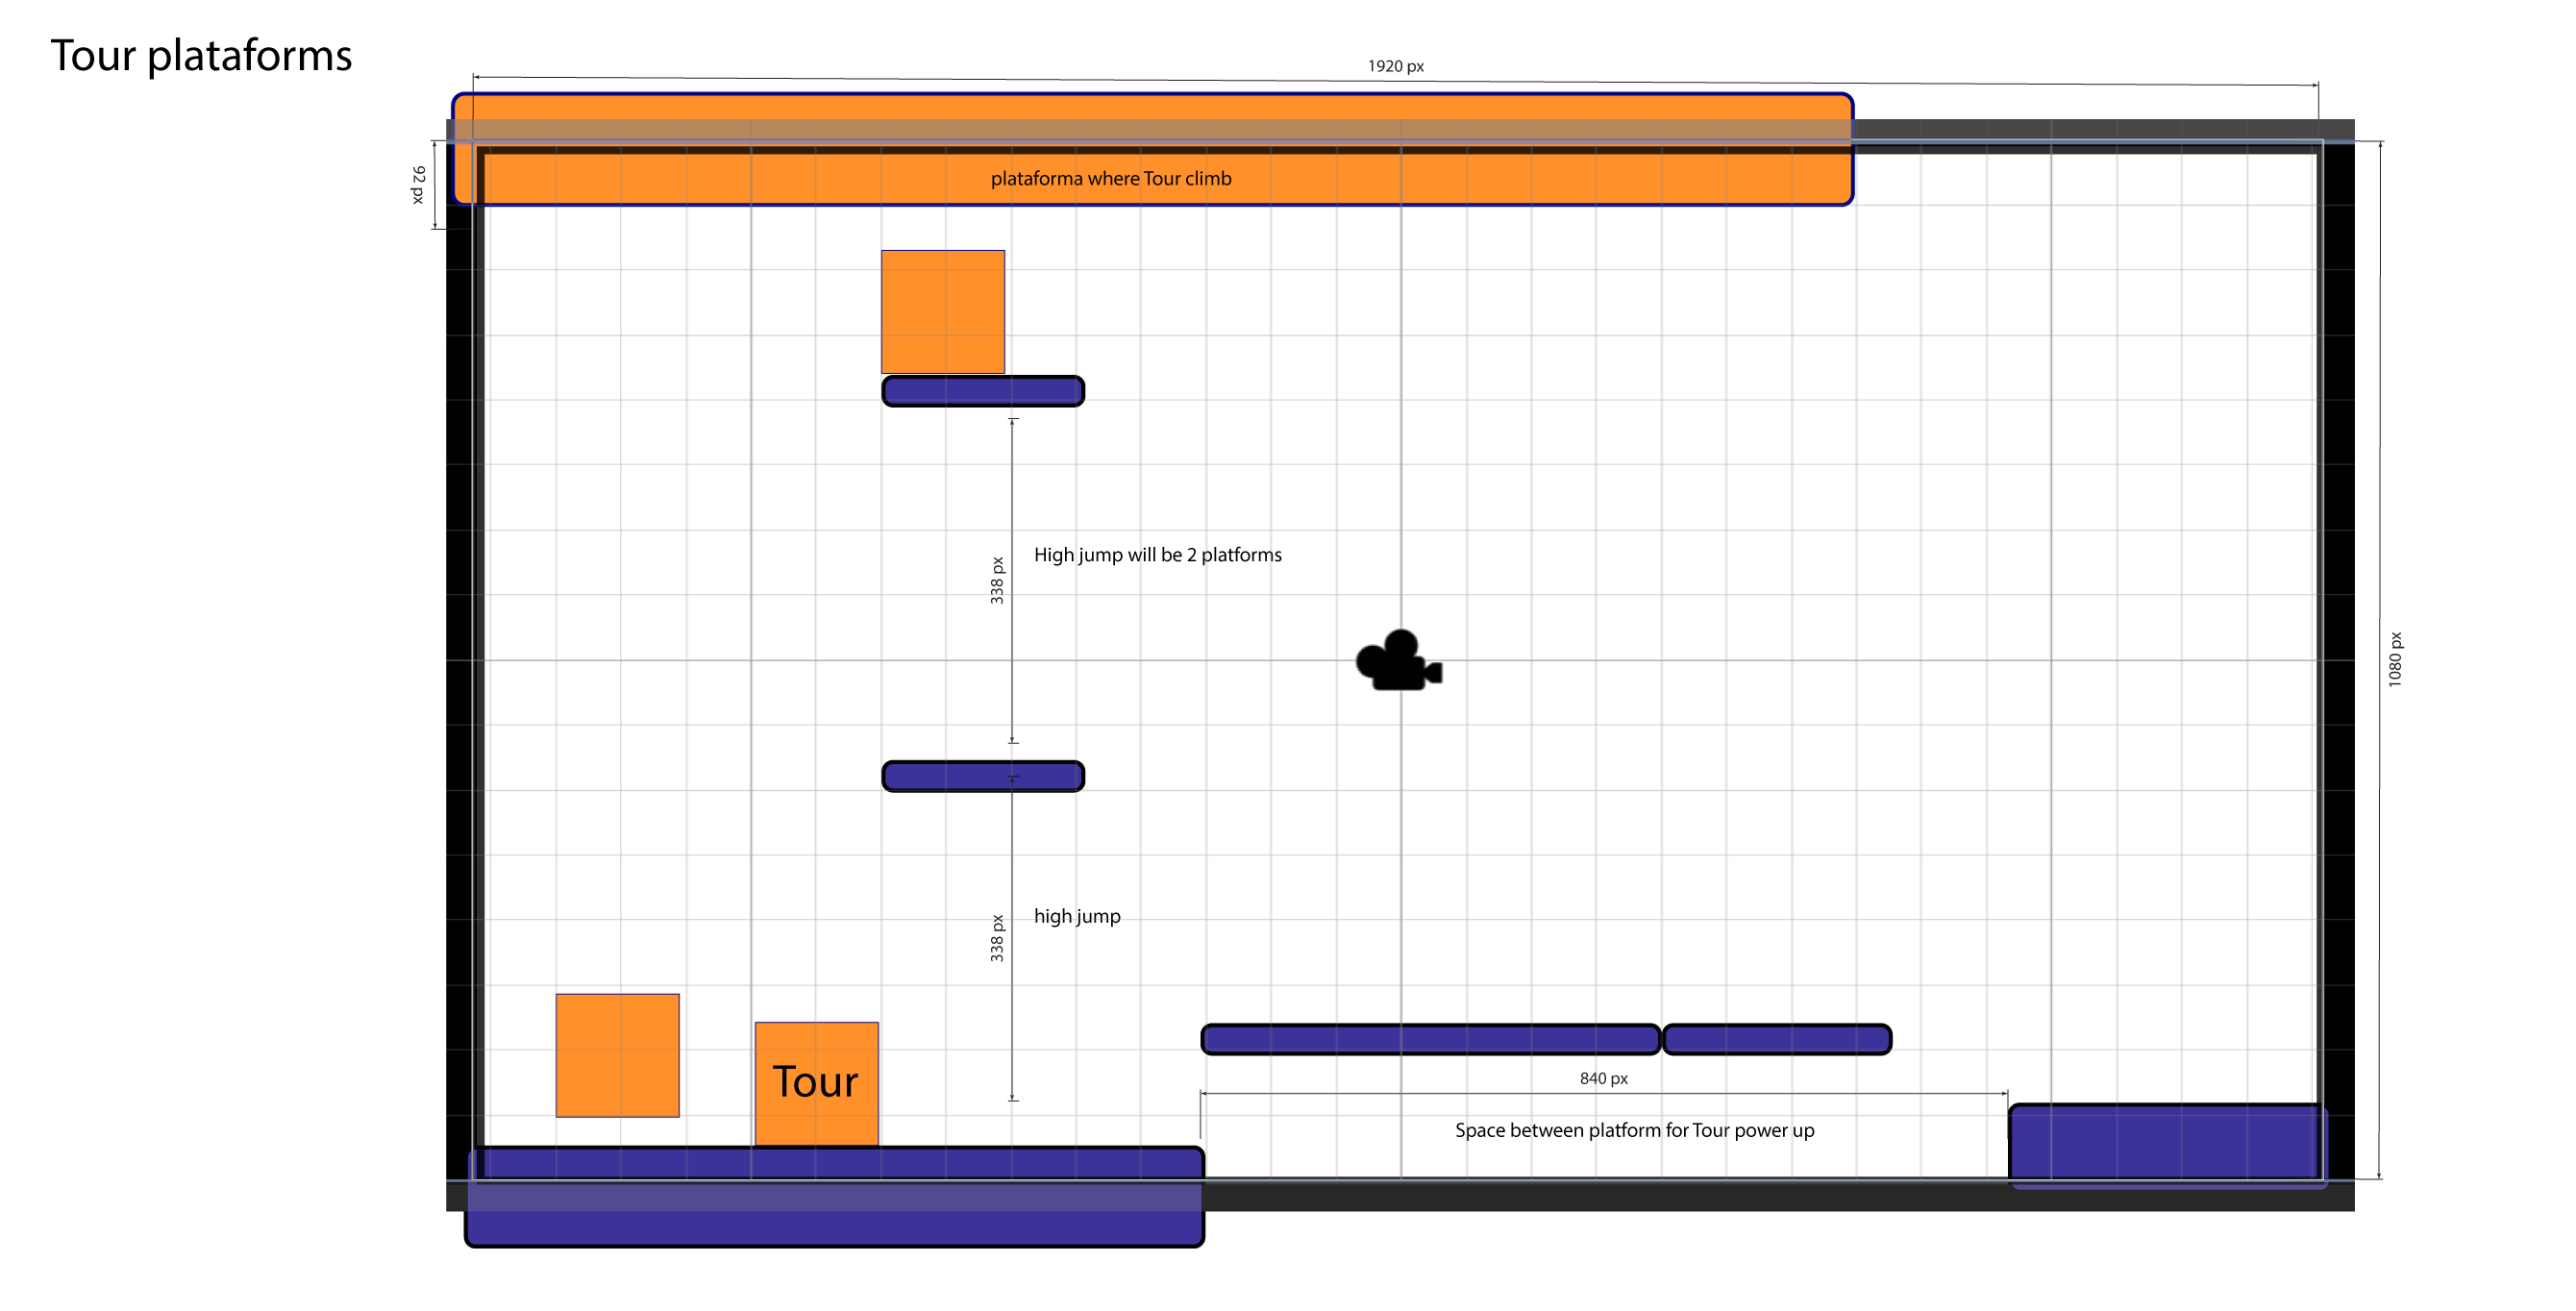 Tour plataforms
1920 px
92 px
plataforma where Tour climb
338 px
High jump will be 2 platforms
1080 px
338 px
high jump
Tour
840 px
Space between platform for Tour power up